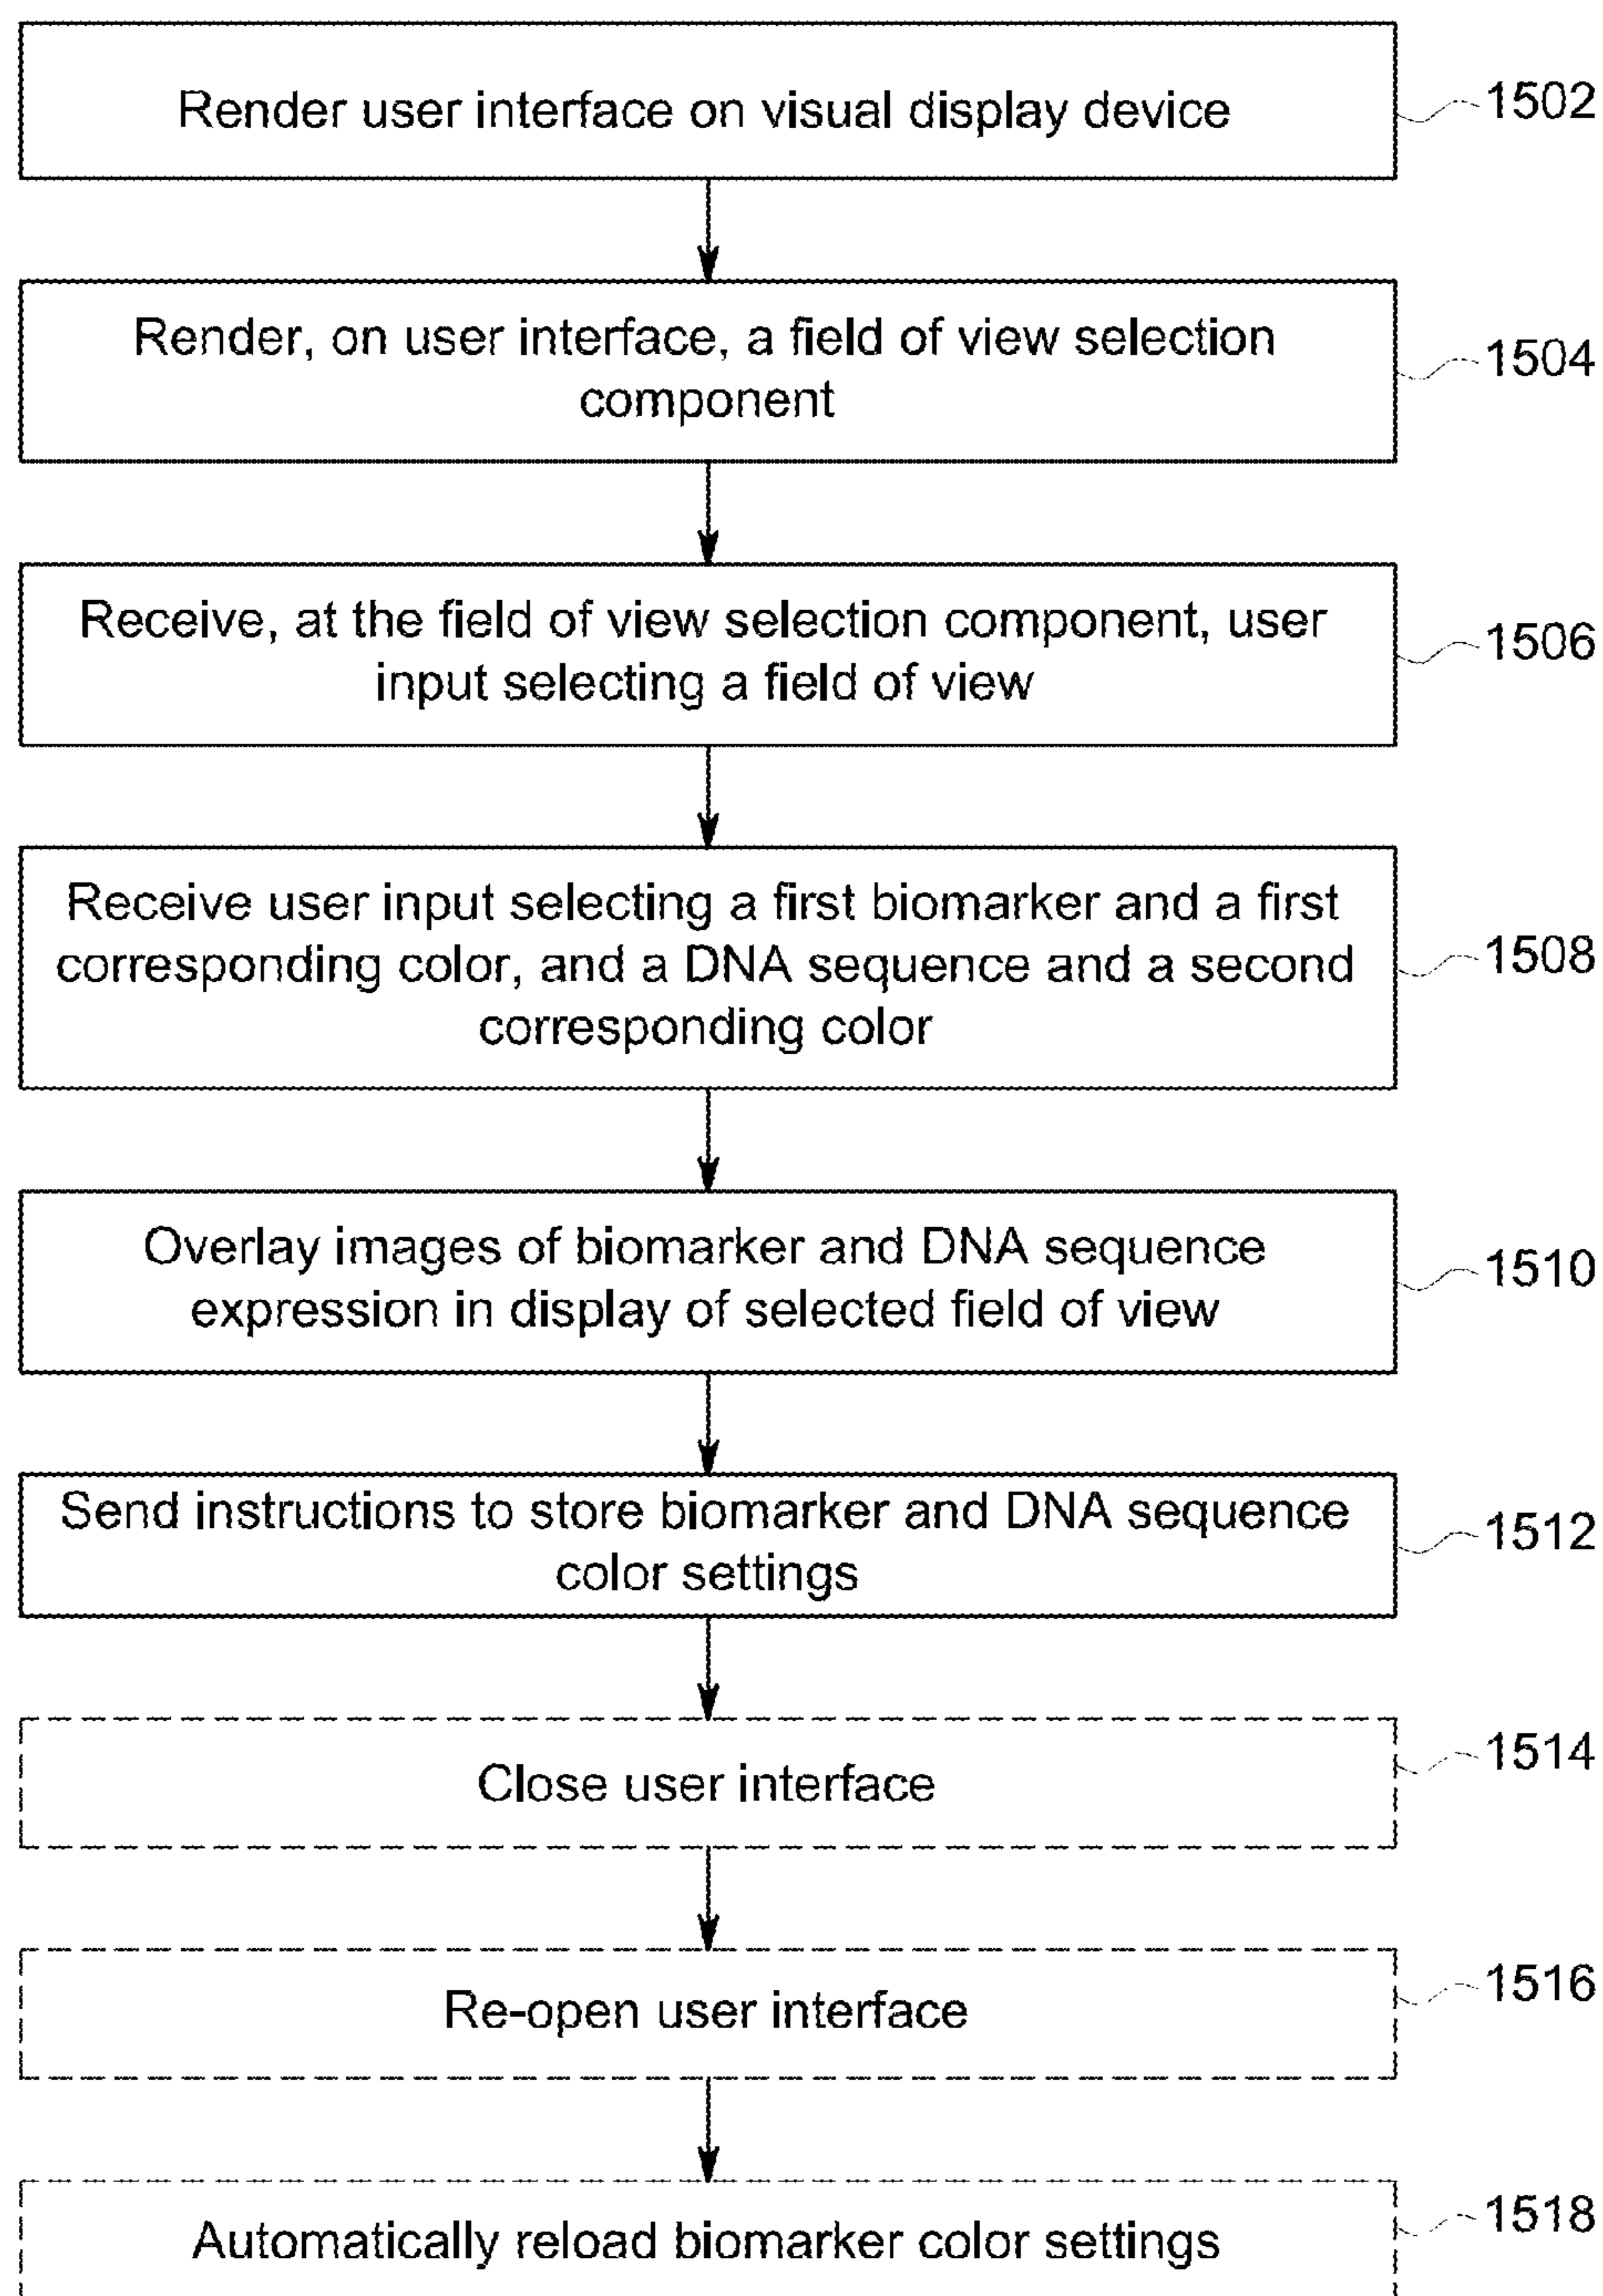 Render user interface on visual display device
1502
Render, on user interface, a field of view selection
component
1504
Receive, at the field of view selection component, user
input selecting a field of view
1506
Receive user input selecting a first biomarker and a first
corresponding color, and a DNA sequence and a second
corresponding color
1508
Overlay images of biomarker and DNA sequence
expression in display of selected field of view
1510
Send instructions to store biomarker and DNA sequence
color settings
1512
Close user interface
1514
Re-open user interface
1516
Automatically reload biomarker color settings
1518